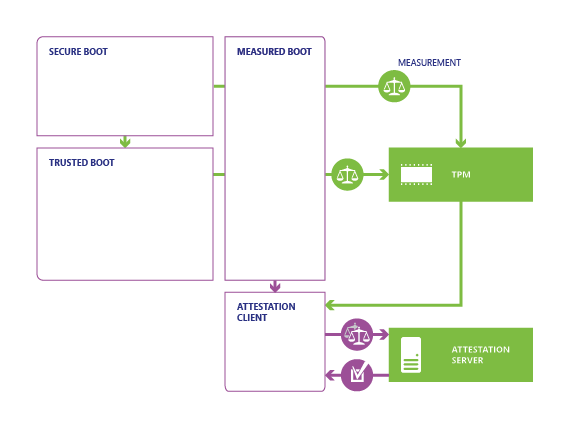 SECURE BOOT
MEASURED BOOT
MEASUREMENT
TRUSTED BOOT
TPM
ATTESTATION
CLIENT
ATTESTATION
SERVER